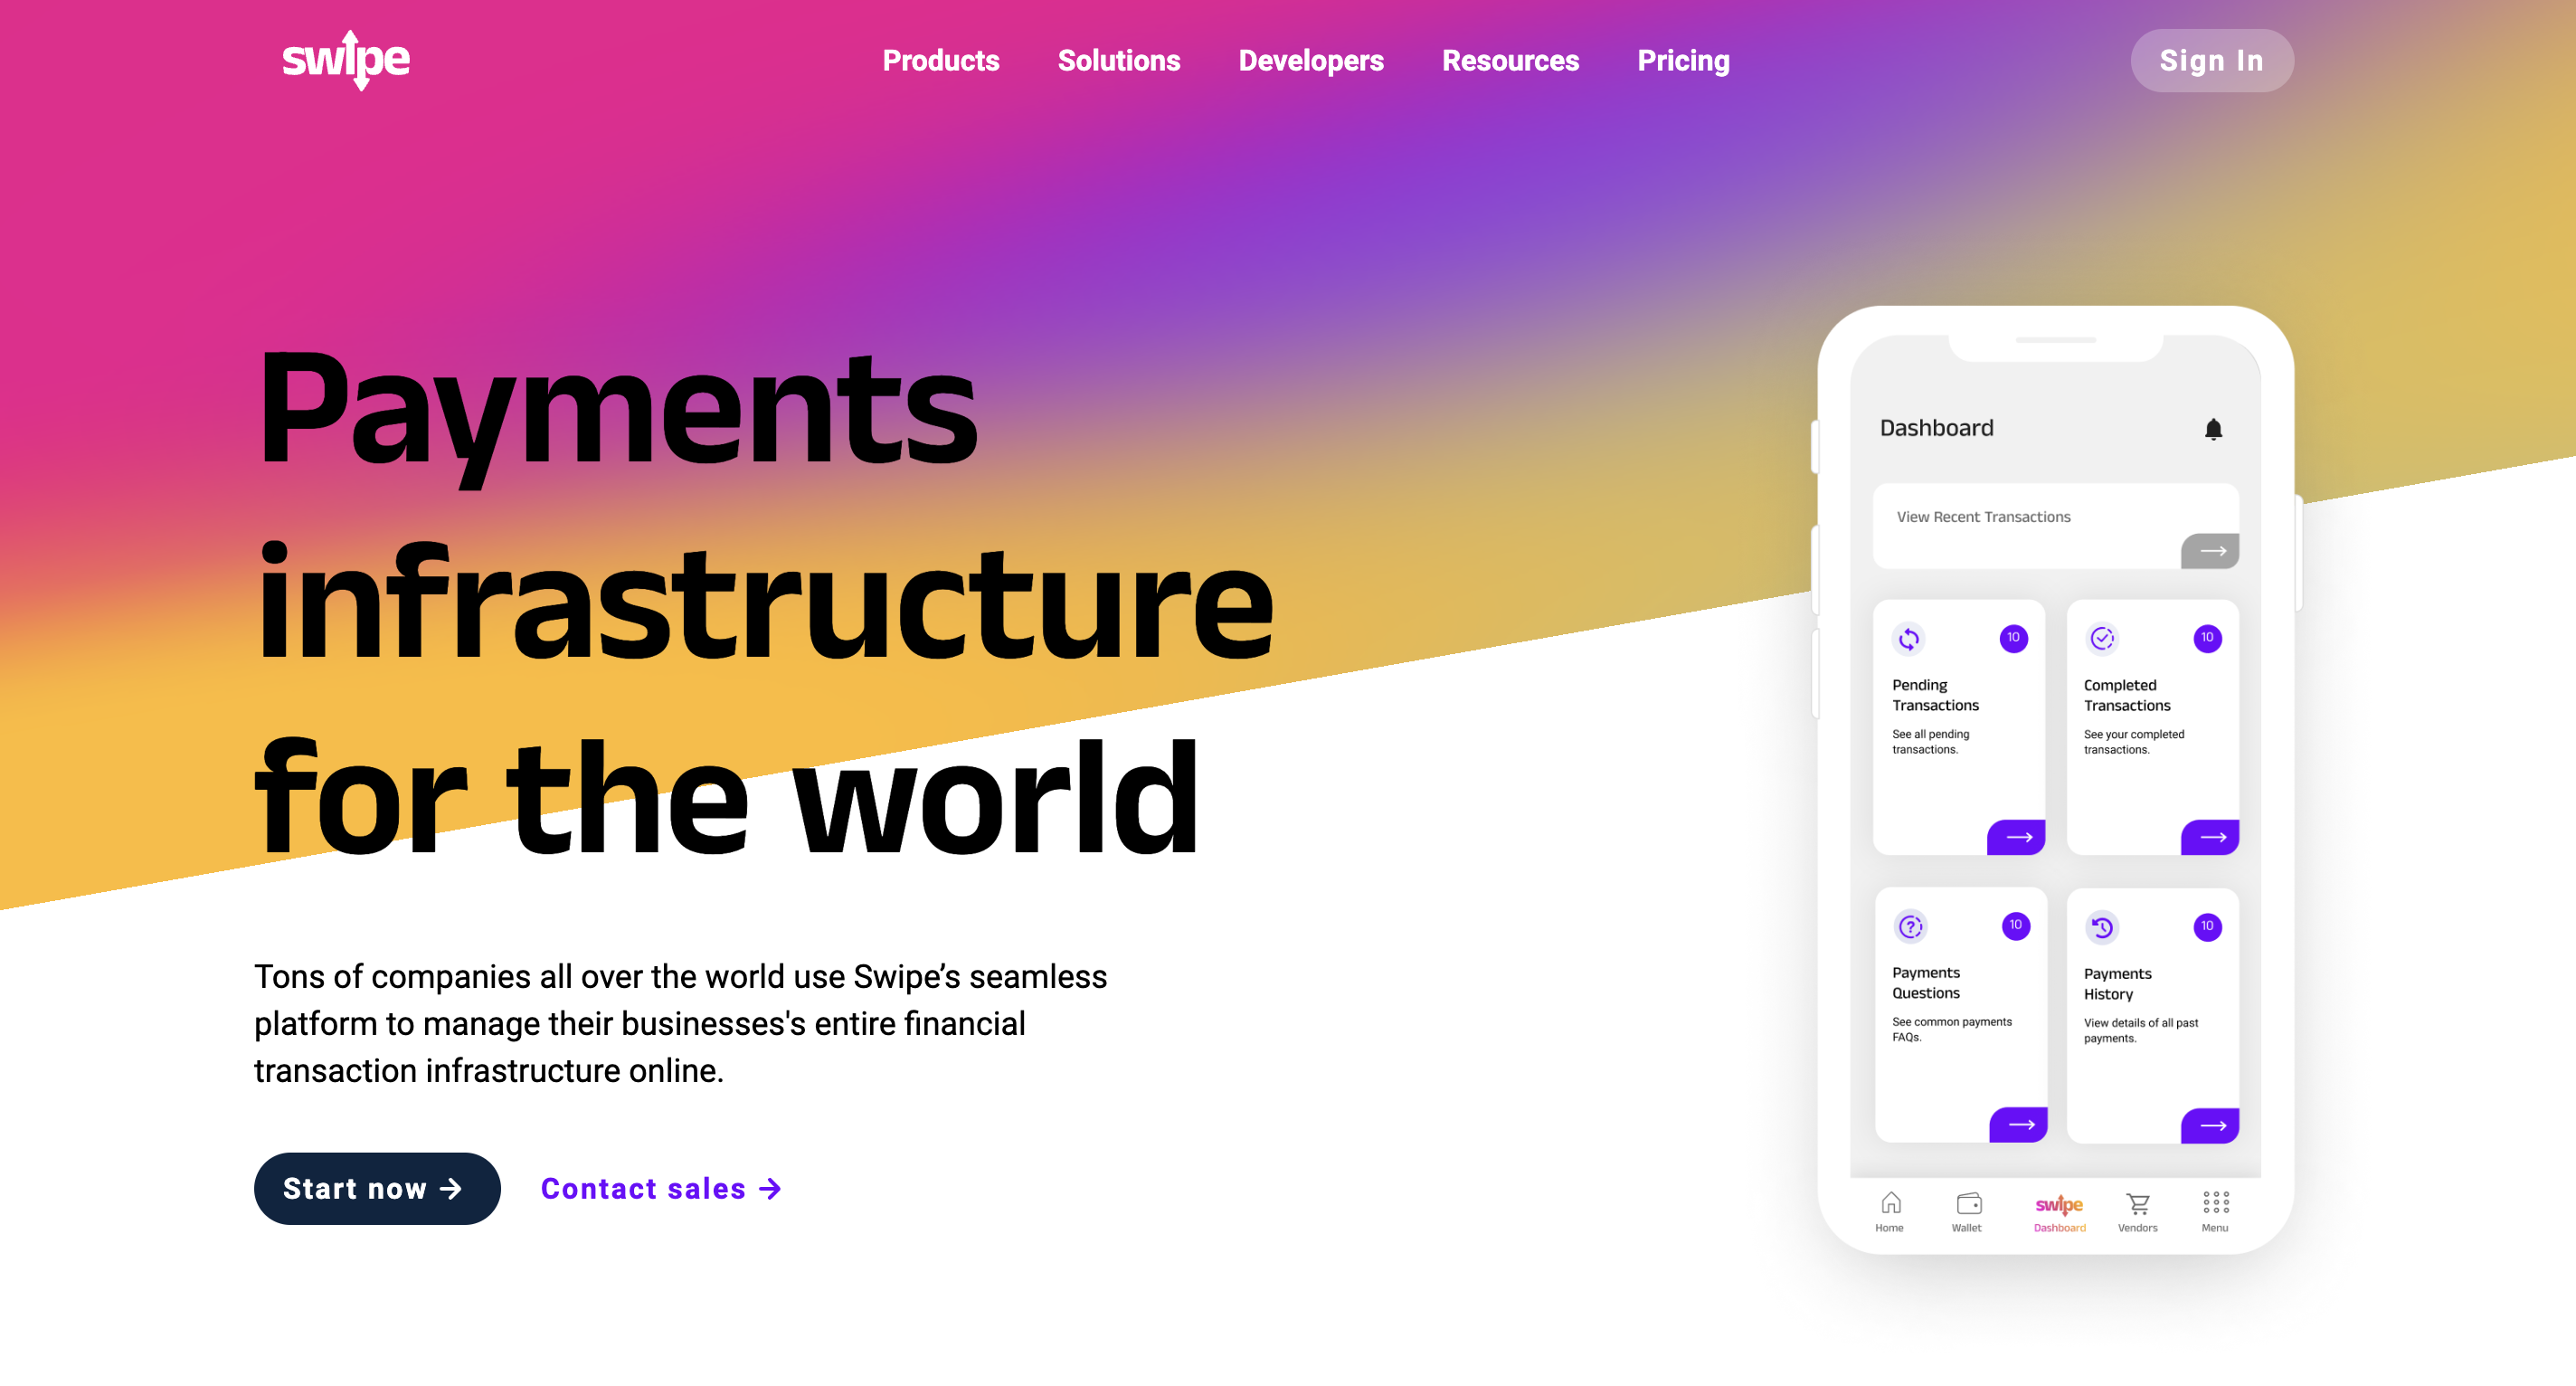 swipe
Products Solutions Developers Resources Pricing
Sign In
Payments
infrastructure
for the world
Tons of companies all over the world use Swipe’s seamless
platform to manage their businesses's entire financial
transaction infrastructure online.
Start now →
Contact sales →
Dashboard
View Recent Transactions
10
Pending
Transactions
See all pending
transactions.
10
Completed
Transactions
See your completed
transactions.
10
Payments
Questions
See common payments
FAQs.
10
Payments
History
View details of all past
payments.
Home
Wallet
swipe
Dashboard
Vendors
Menu